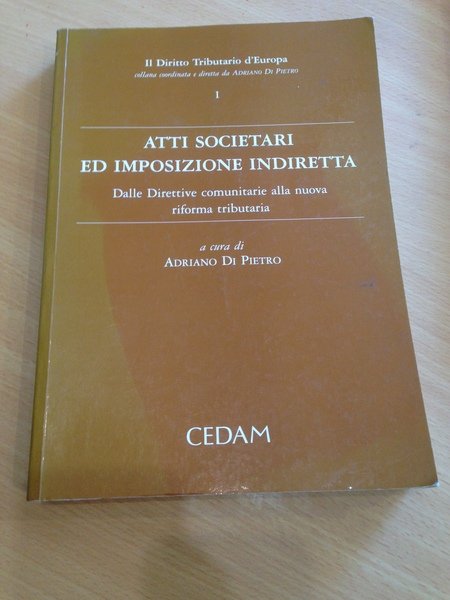 Il Diritto Tributario d'Europa
collana coordinata e diretta da ADRIANO DI PIETRO
1
ATTI SOCIETARI
ED IMPOSIZIONE INDIRETTA
Dalle Direttive comunitarie alla nuova
riforma tributaria
a cura di
ADRIANO DI PIETRO
CEDAM